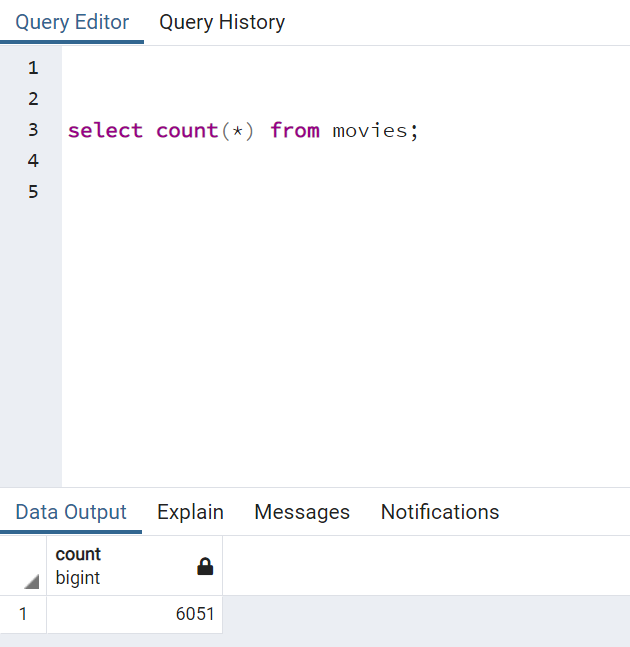 Query Editor Query History
1
2
3 select count(*) from movies;
4
5
Data Output Explain Messages Notifications
count
bigint
1 6051